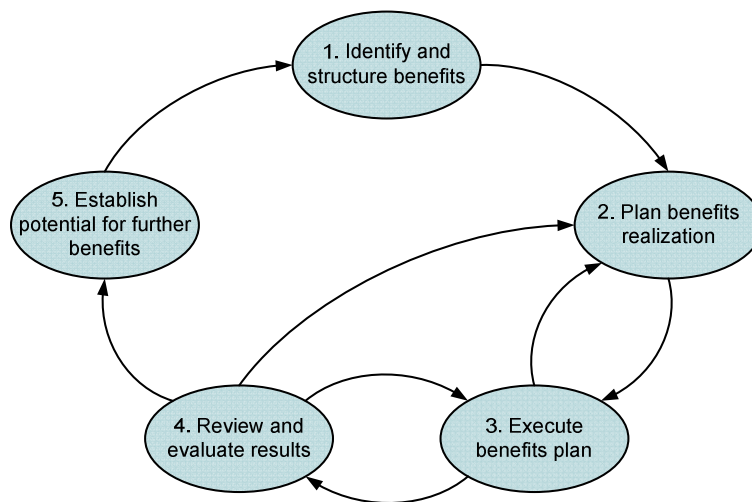 1. Identify and
structure benefits
2. Plan benefits
realization
3. Execute
benefits plan
4. Review and
evaluate results
5. Establish
potential for further
benefits